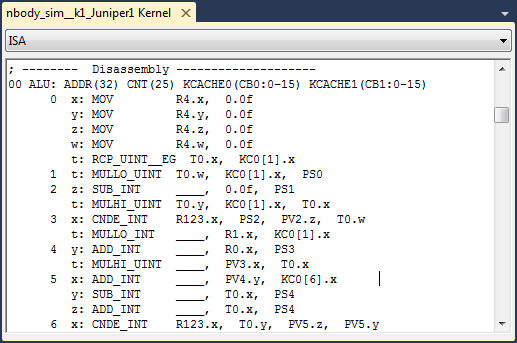 nbody_sim__k1_Juniper1 Kernel
ISA
; -------- Disassembly --------------------
00 ALU: ADDR(32) CNT(25) KCACHE0(CB0:0-15) KCACHE1(CB1:0-15)
0 x: MOV R4.x, 0.0f
y: MOV R4.y, 0.0f
z: MOV R4.z, 0.0f
w: MOV R4.w, 0.0f
t: RCP_UINT__EG T0.x, KC0[1].x
1 t: MULLO_UINT T0.w, KC0[1].x, PS0
2 z: SUB_INT ____, 0.0f, PS1
t: MULHI_UINT T0.y, KC0[1].x, T0.x
3 x: CNDE_INT R123.x, PS2, PV2.z, T0.w
t: MULLO_INT ____, R1.x, KC0[1].x
4 y: ADD_INT ____, R0.x, PS3
t: MULHI_UINT ____, PV3.x, T0.x
5 x: ADD_INT ____, PV4.y, KC0[6].x
y: SUB_INT ____, T0.x, PS4
z: ADD_INT ____, T0.x, PS4
6 x: CNDE_INT R123.x, T0.y, PV5.z, PV5.y